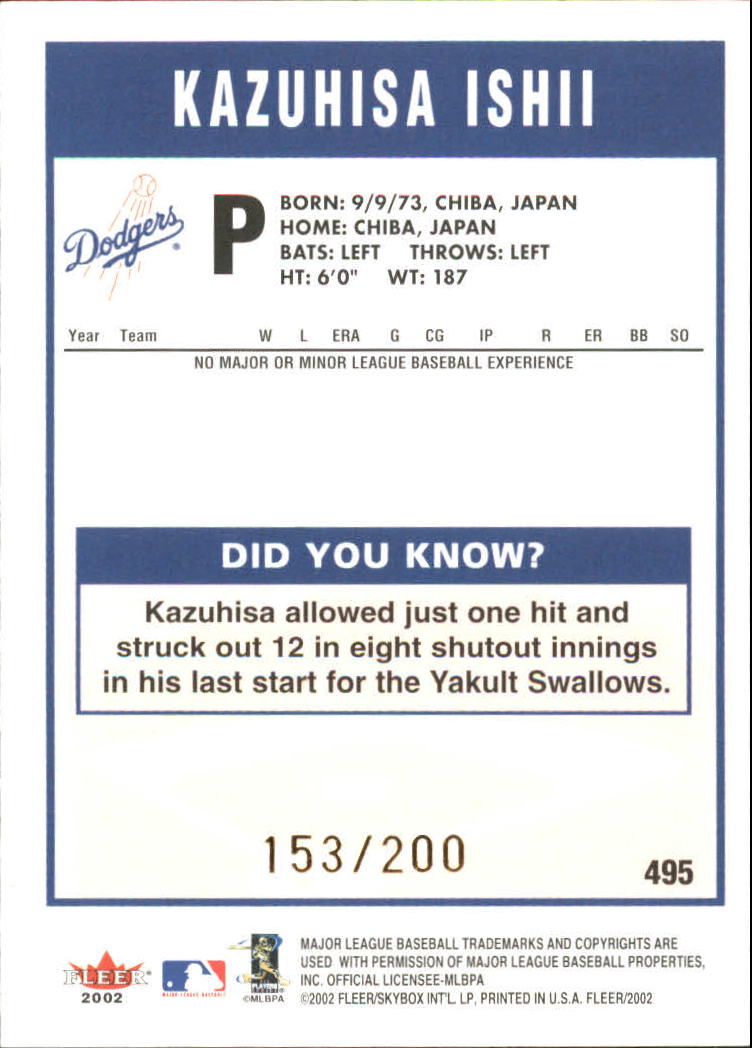 KAZUHISA ISHII
Dodgers
P
BORN: 9/9/73, CHIBA, JAPAN
HOME: CHIBA, JAPAN
BATS: LEFT THROWS: LEFT
HT: 6'0" WT: 187
Year Team W L ERA G CG IP R ER BB SO
NO MAJOR OR MINOR LEAGUE BASEBALL EXPERIENCE
DID YOU KNOW?
Kazuhisa allowed just one hit and
struck out 12 in eight shutout innings
in his last start for the Yakult Swallows.
153/200
495
FLEER
2002
MAJOR LEAGUE BASEBALL
PLAYERS
©MLBPA
MAJOR LEAGUE BASEBALL TRADEMARKS AND COPYRIGHTS ARE
USED WITH PERMISSION OF MAJOR LEAGUE BASEBALL PROPERTIES,
INC. OFFICIAL LICENSEE-MLBPA
©2002 FLEER/SKYBOX INT'L. LP, PRINTED IN U.S.A. FLEER/2002